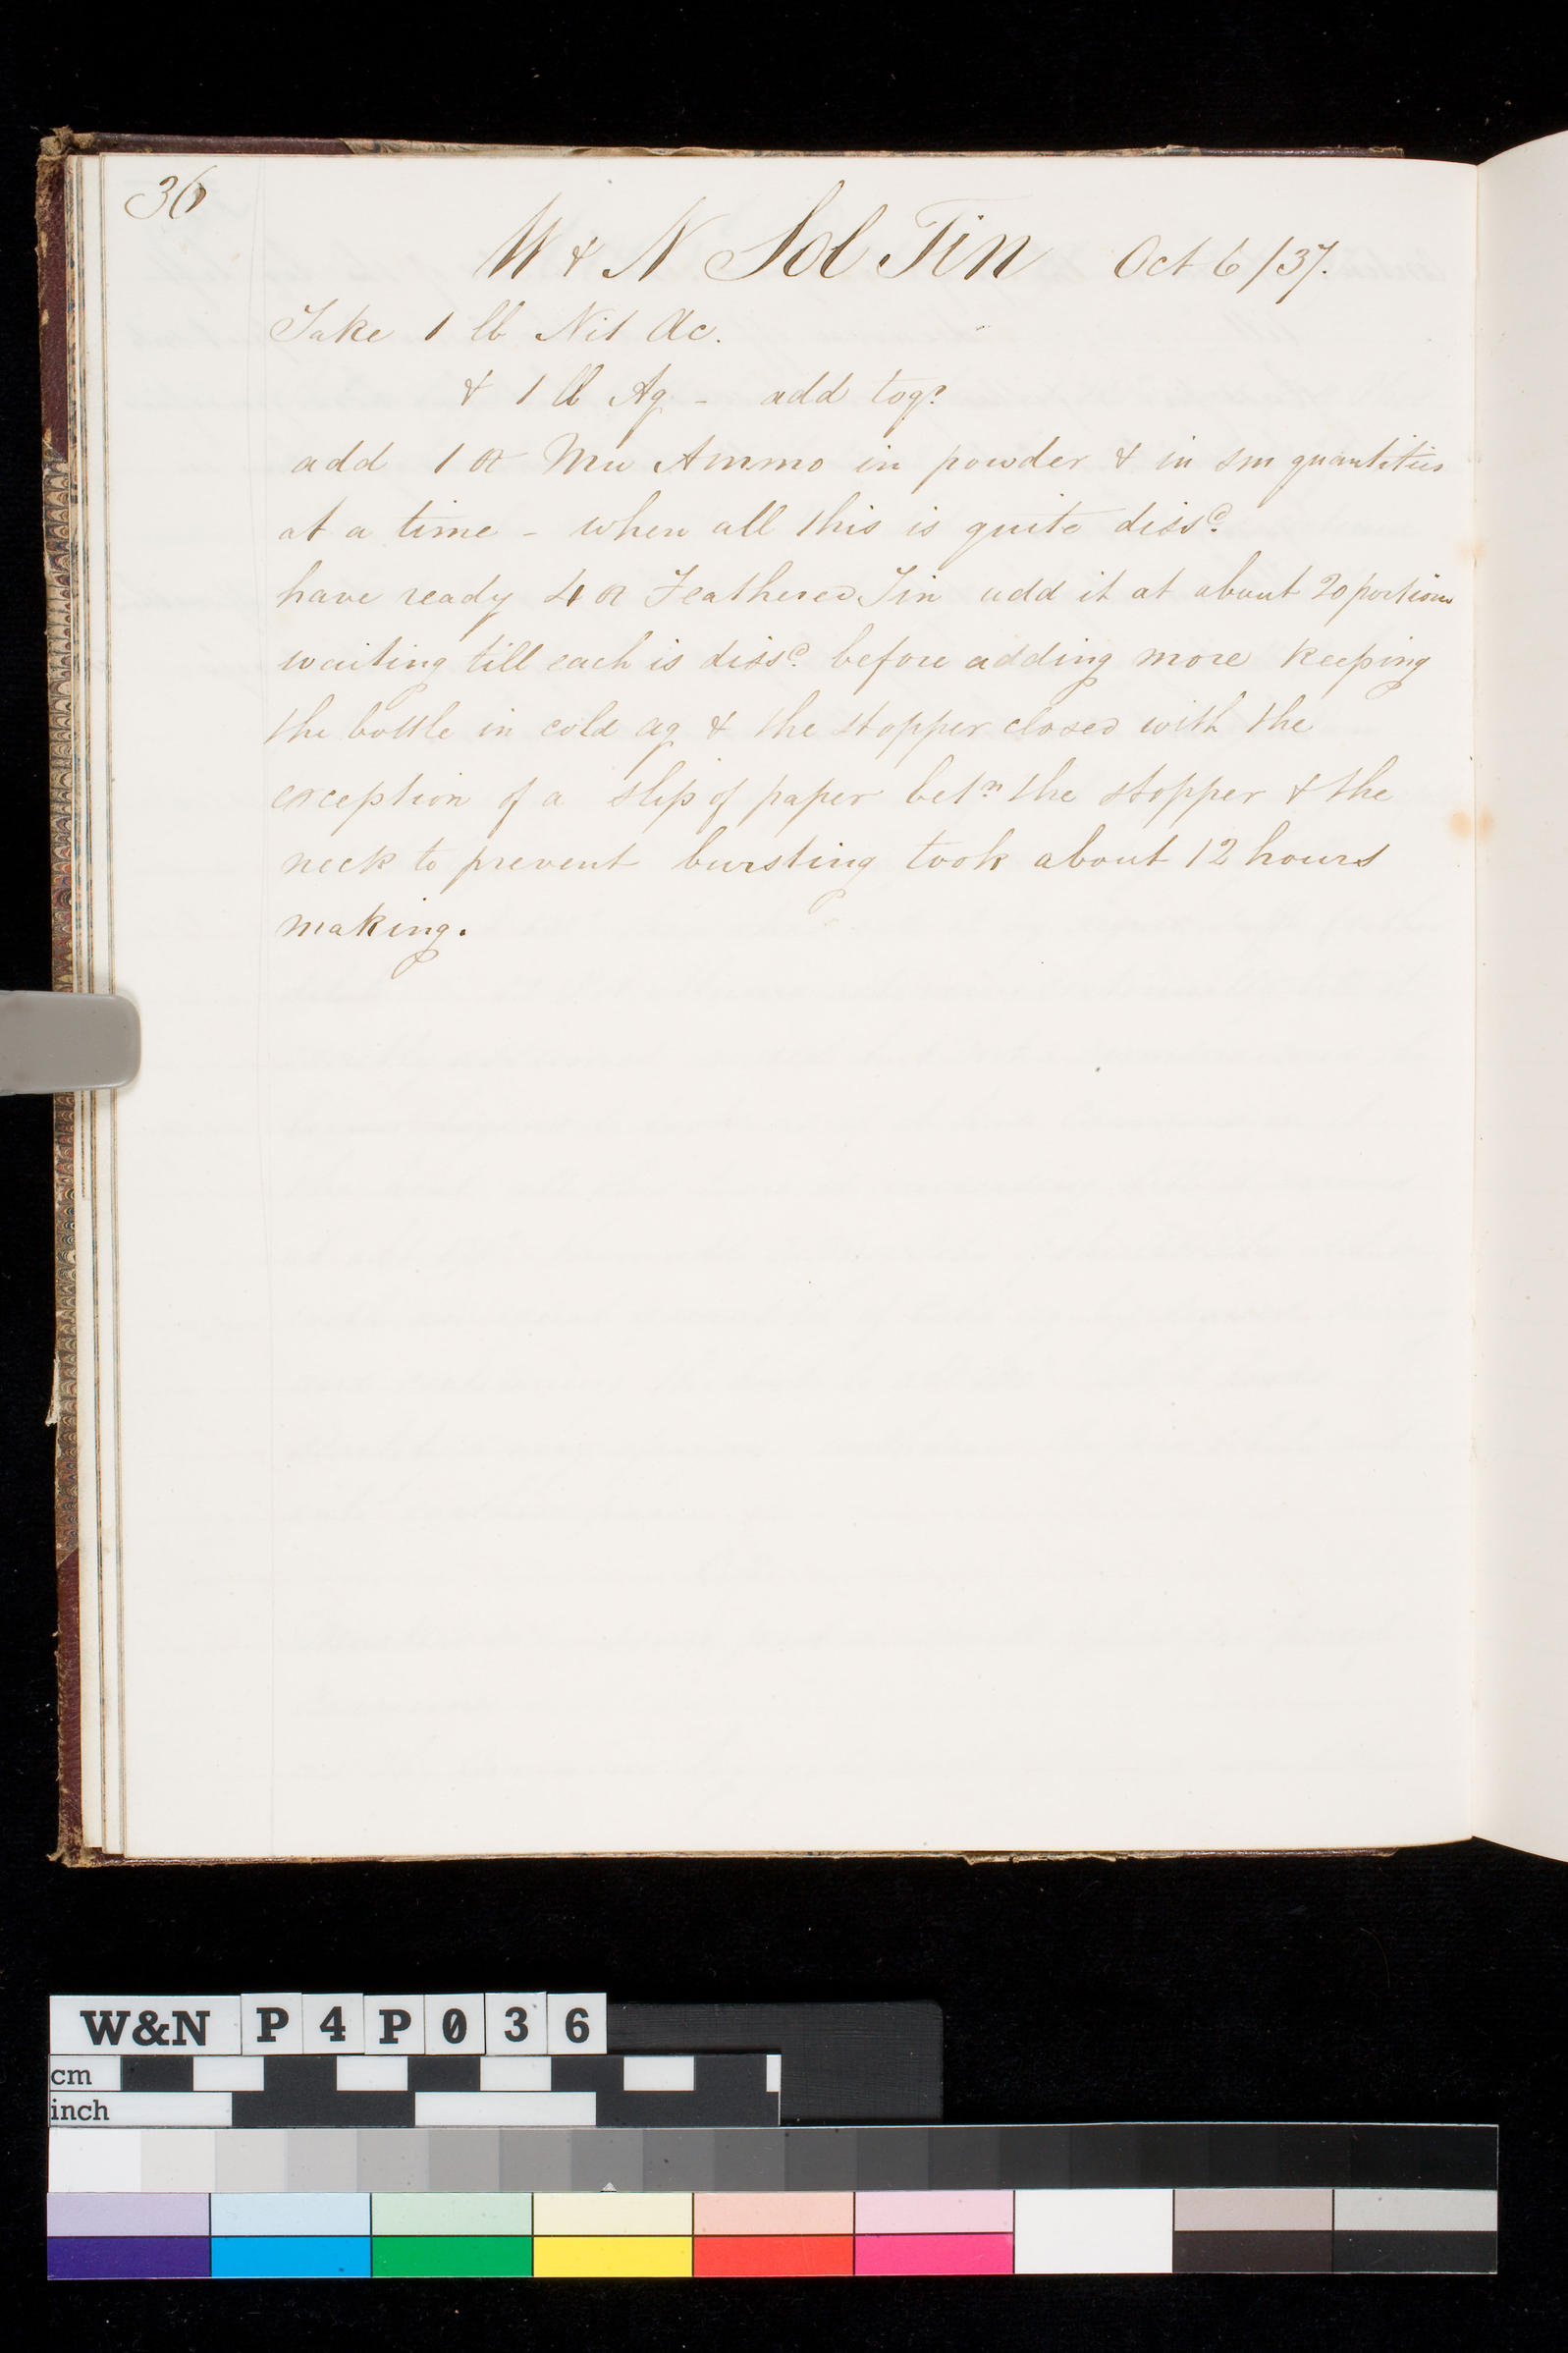 36
W & N Sol Tin Oct 6/37.
Take 1 lb Nit Ac.
& 1 lb Aq - add togr
add 1 oz Mu Ammo in powder & in sm quantities
at a time - when all this is quite dissd.
have ready 4 oz Feathered Tin add it at about 20 portions
waiting till each is dissd. before adding more keeping
the bottle in cold aq & the stopper closed with the
exception of a slip of paper betn the stopper & the
neck to prevent bursting took about 12 hours
making.
W&N P4P036
cm
inch